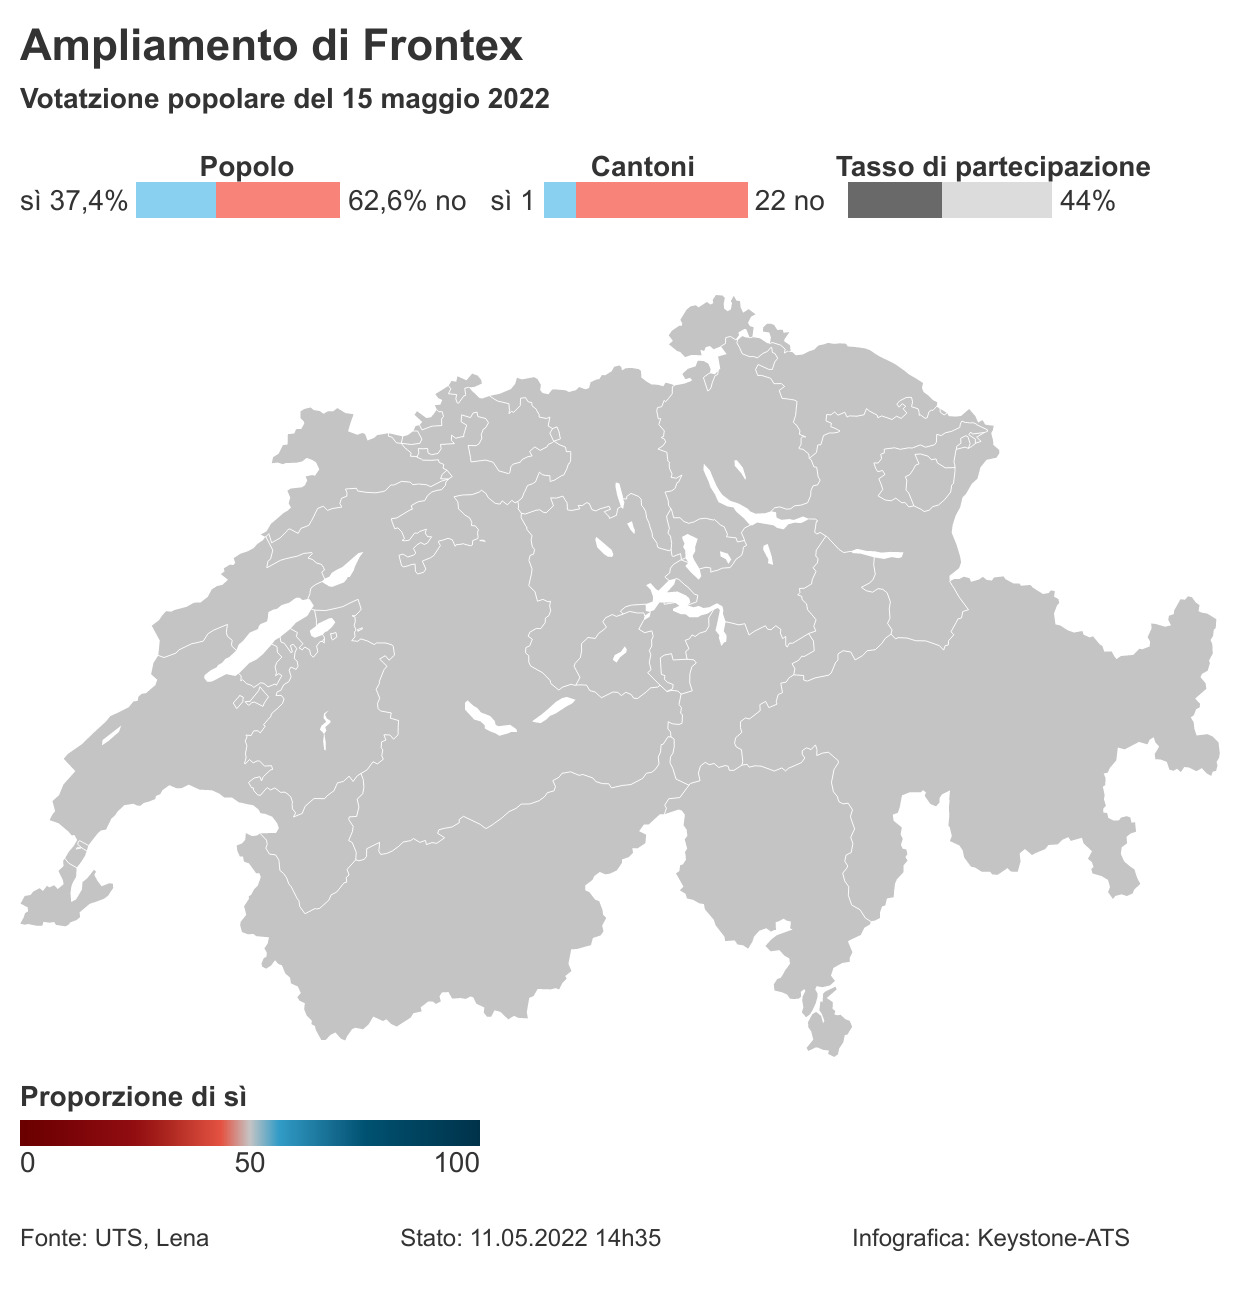 Ampliamento di Frontex
Votatzione popolare del 15 maggio 2022
Popolo Cantoni Tasso di partecipazione
sì 37,4% 62,6% no sì 1 22 no 44%
Proporzione di sì
0 50 100
Fonte: UTS, Lena Stato: 11.05.2022 14h35 Infografica: Keystone-ATS